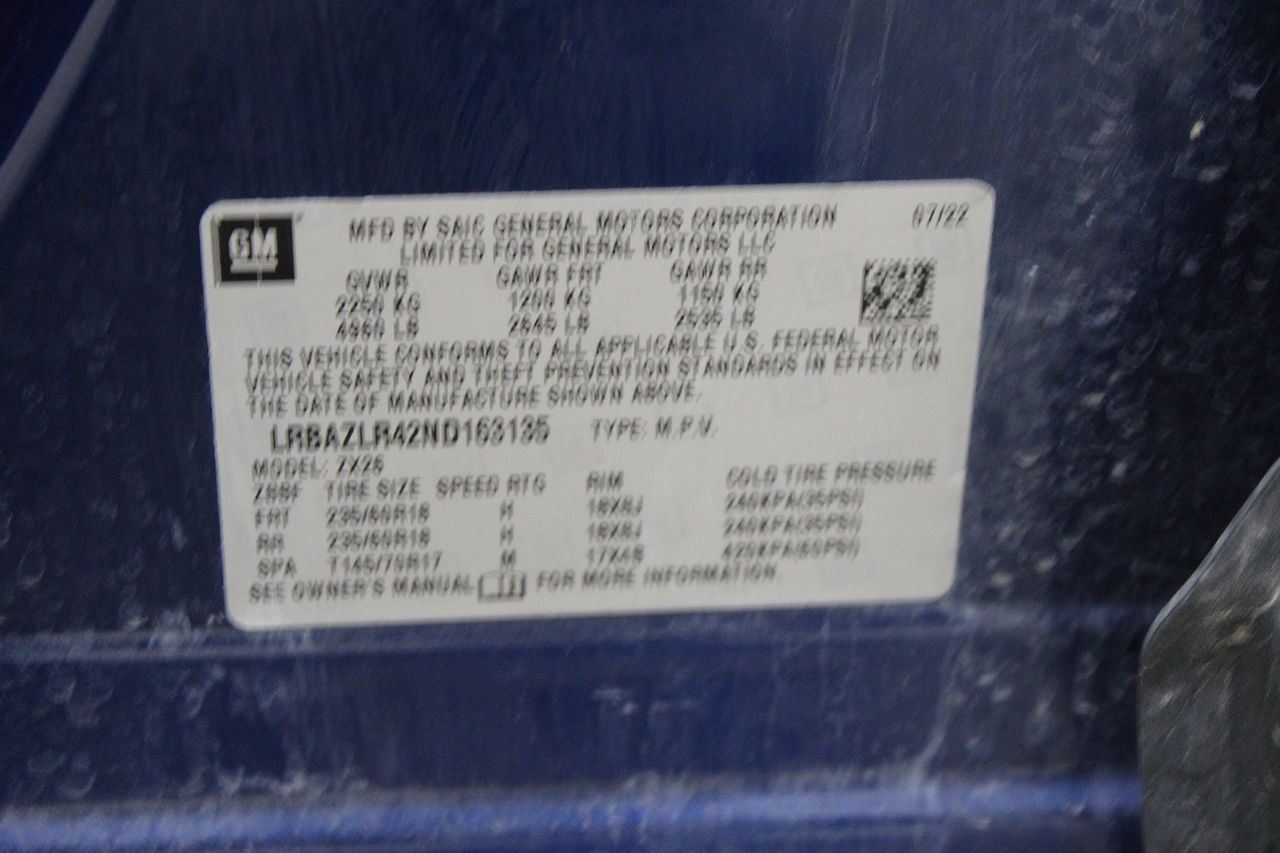 GM
MFD BY SAIC GENERAL MOTORS CORPORATION 07/22
LIMITED FOR GENERAL MOTORS LLC
GVWR GAWR FRT GAWR RR
2250 KG 1200 KG 1150 KG
4960 LB 2645 LB 2535 LB
THIS VEHICLE CONFORMS TO ALL APPLICABLE U.S. FEDERAL MOTOR
VEHICLE SAFETY AND THEFT PREVENTION STANDARDS IN EFFECT ON
THE DATE OF MANUFACTURE SHOWN ABOVE.
LRBAZLR42ND163135 TYPE: M.P.V.
MODEL: ZX26
TIRE SIZE SPEED RTG RIM COLD TIRE PRESSURE
FRT 235/60R18 H 18X8J 240KPA(35PSI)
RR 235/60R18 H 18X8J 240KPA(35PSI)
SPA T145/70R17 M 17X4B 420KPA(60PSI)
SEE OWNER'S MANUAL FOR MORE INFORMATION.